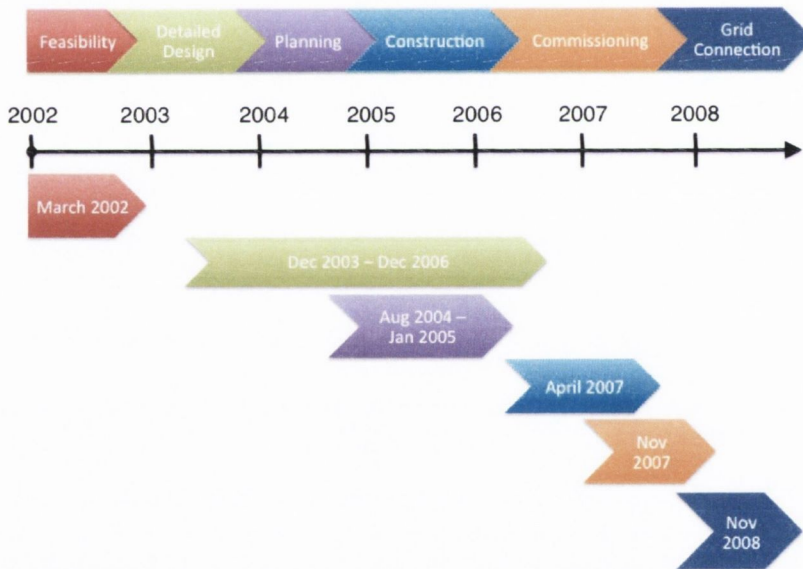 Feasibility
Detailed
Design
Planning
Construction
Commissioning
Grid
Connection
2002 2003 2004 2005 2006 2007 2008
March 2002
Dec 2003 – Dec 2006
Aug 2004 –
Jan 2005
April 2007
Nov
2007
Nov
2008